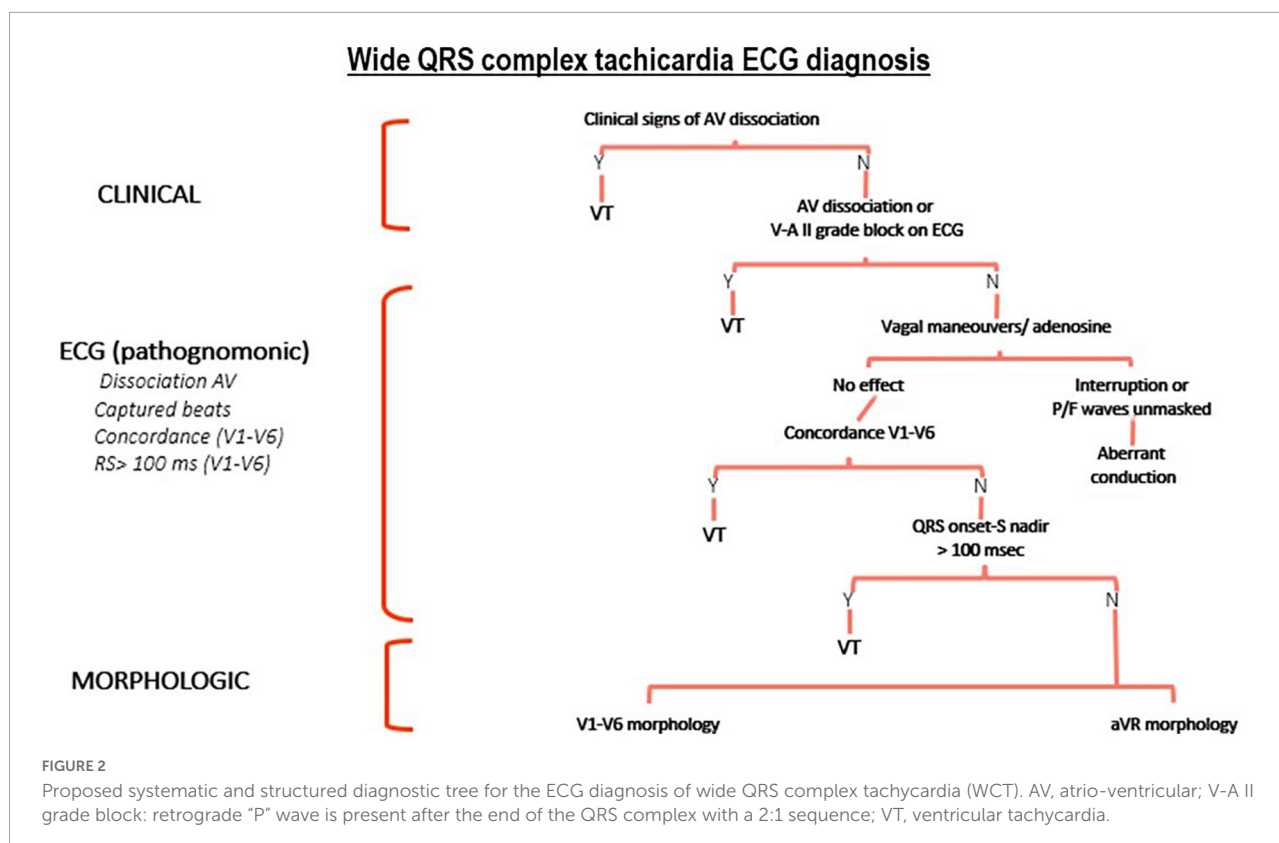 Wide QRS complex tachicardia ECG diagnosis
CLINICAL
Clinical signs of AV dissociation
Y
N
VT
AV dissociation or
V-A II grade block on ECG
Y
N
VT
Vagal maneouvers/ adenosine
ECG (pathognomonic)
Dissociation AV
Captured beats
Concordance (V1-V6)
RS> 100 ms (V1-V6)
No effect
Interruption or
P/F waves unmasked
Concordance V1-V6
Aberrant
conduction
Y
N
VT
QRS onset-S nadir
> 100 msec
Y
N
VT
MORPHOLOGIC
V1-V6 morphology
aVR morphology
FIGURE 2
Proposed systematic and structured diagnostic tree for the ECG diagnosis of wide QRS complex tachycardia (WCT). AV, atrio-ventricular; V-A II
grade block: retrograde “P” wave is present after the end of the QRS complex with a 2:1 sequence; VT, ventricular tachycardia.